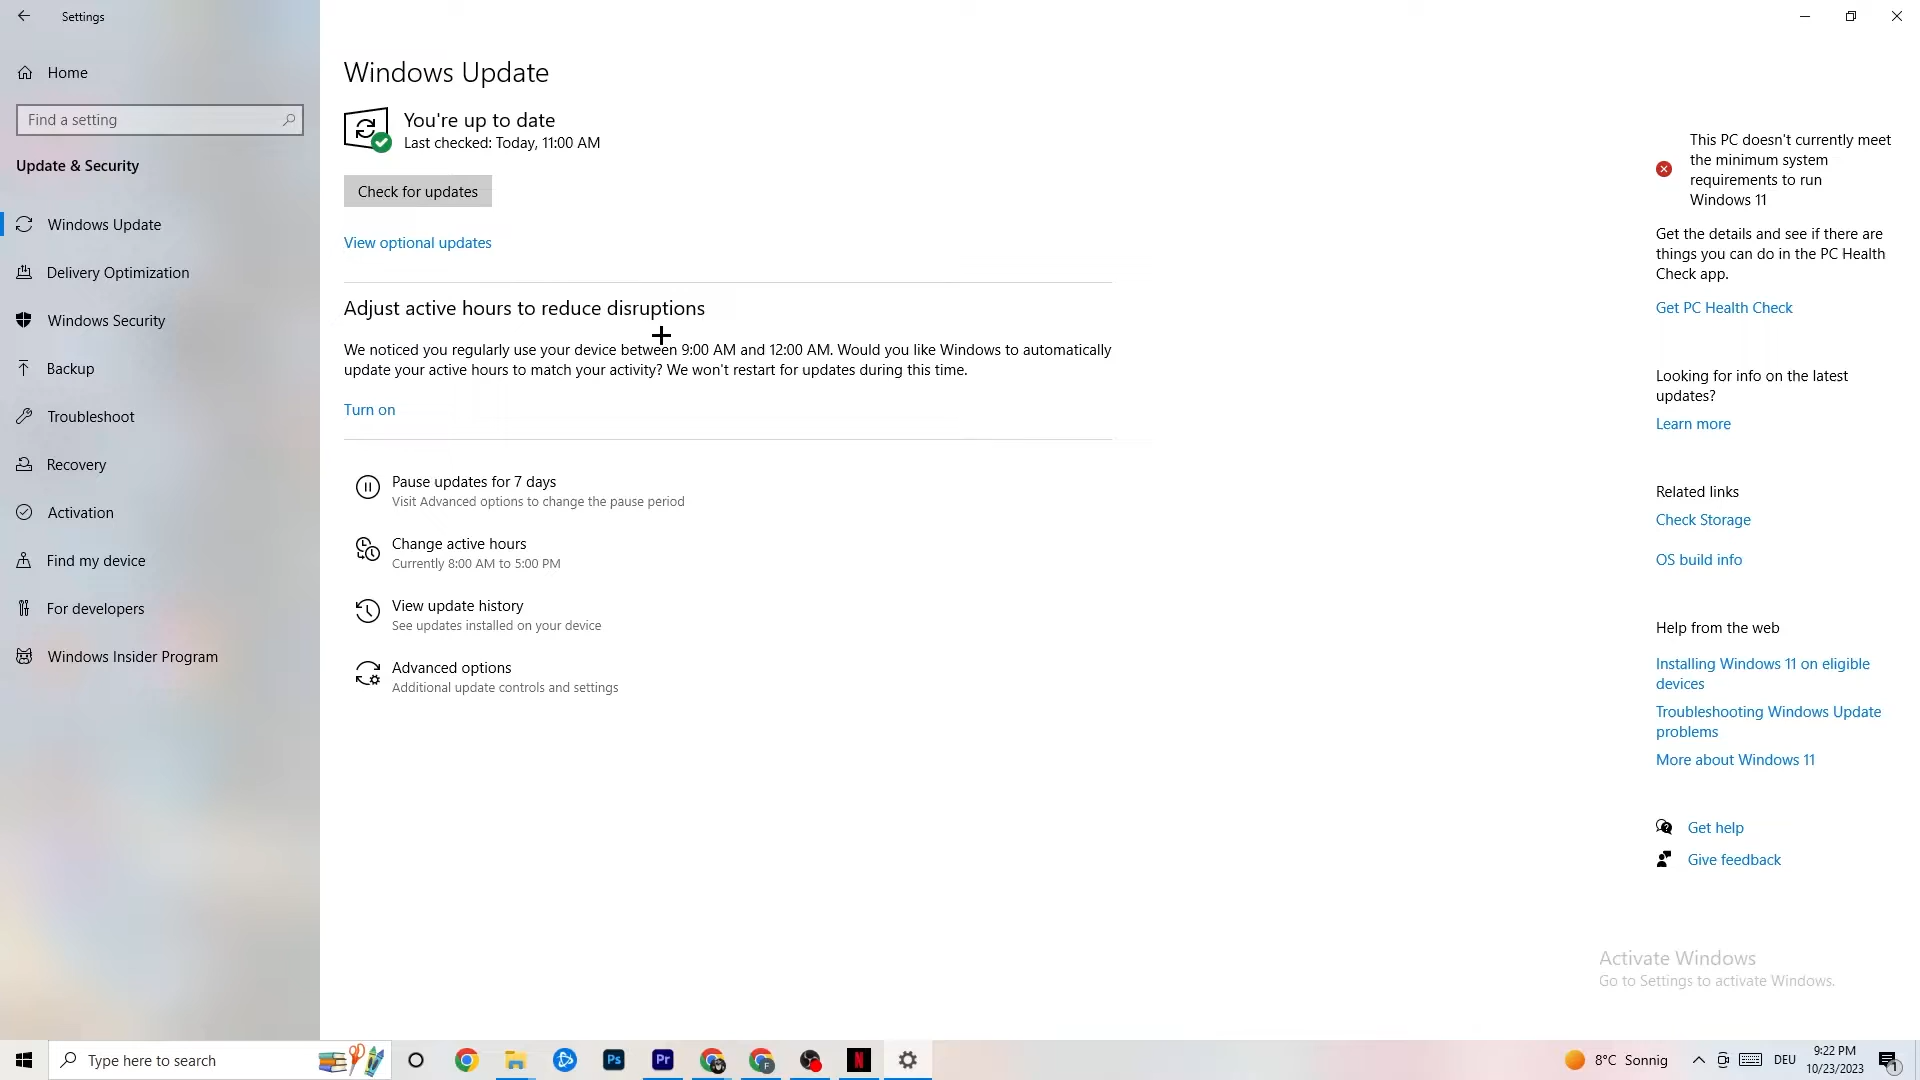 Settings
Home
Find a setting
Update & Security
Windows Update
Delivery Optimization
Windows Security
Backup
Troubleshoot
Recovery
Activation
Find my device
For developers
Windows Insider Program
Windows Update
You're up to date
Last checked: Today, 11:00 AM
Check for updates
View optional updates
Adjust active hours to reduce disruptions
We noticed you regularly use your device between 9:00 AM and 12:00 AM. Would you like Windows to automatically
update your active hours to match your activity? We won't restart for updates during this time.
Turn on
Pause updates for 7 days
Visit Advanced options to change the pause period
Change active hours
Currently 8:00 AM to 5:00 PM
View update history
See updates installed on your device
Advanced options
Additional update controls and settings
This PC doesn't currently meet
the minimum system
requirements to run
Windows 11
Get the details and see if there are
things you can do in the PC Health
Check app.
Get PC Health Check
Looking for info on the latest
updates?
Learn more
Related links
Check Storage
OS build info
Help from the web
Installing Windows 11 on eligible
devices
Troubleshooting Windows Update
problems
More about Windows 11
Get help
Give feedback
Activate Windows
Go to Settings to activate Windows.
Type here to search
Ps
Pr
F
N
8°C Sonnig
DEU
9:22 PM
10/23/2023
1